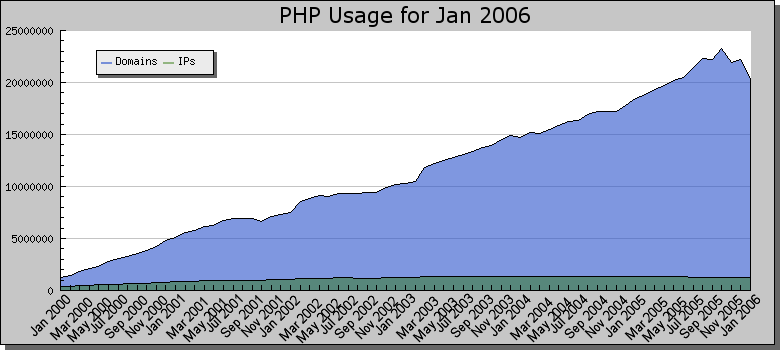 PHP Usage for Jan 2006
25000000
20000000
15000000
10000000
5000000
0
Domains IPs
Jan 2000
Mar 2000
May 2000
Jul 2000
Sep 2000
Nov 2000
Jan 2001
Mar 2001
May 2001
Jul 2001
Sep 2001
Nov 2001
Jan 2002
Mar 2002
May 2002
Jul 2002
Sep 2002
Nov 2002
Jan 2003
Mar 2003
May 2003
Jul 2003
Sep 2003
Nov 2003
Jan 2004
Mar 2004
May 2004
Jul 2004
Sep 2004
Nov 2004
Jan 2005
Mar 2005
May 2005
Jul 2005
Sep 2005
Nov 2005
Jan 2006